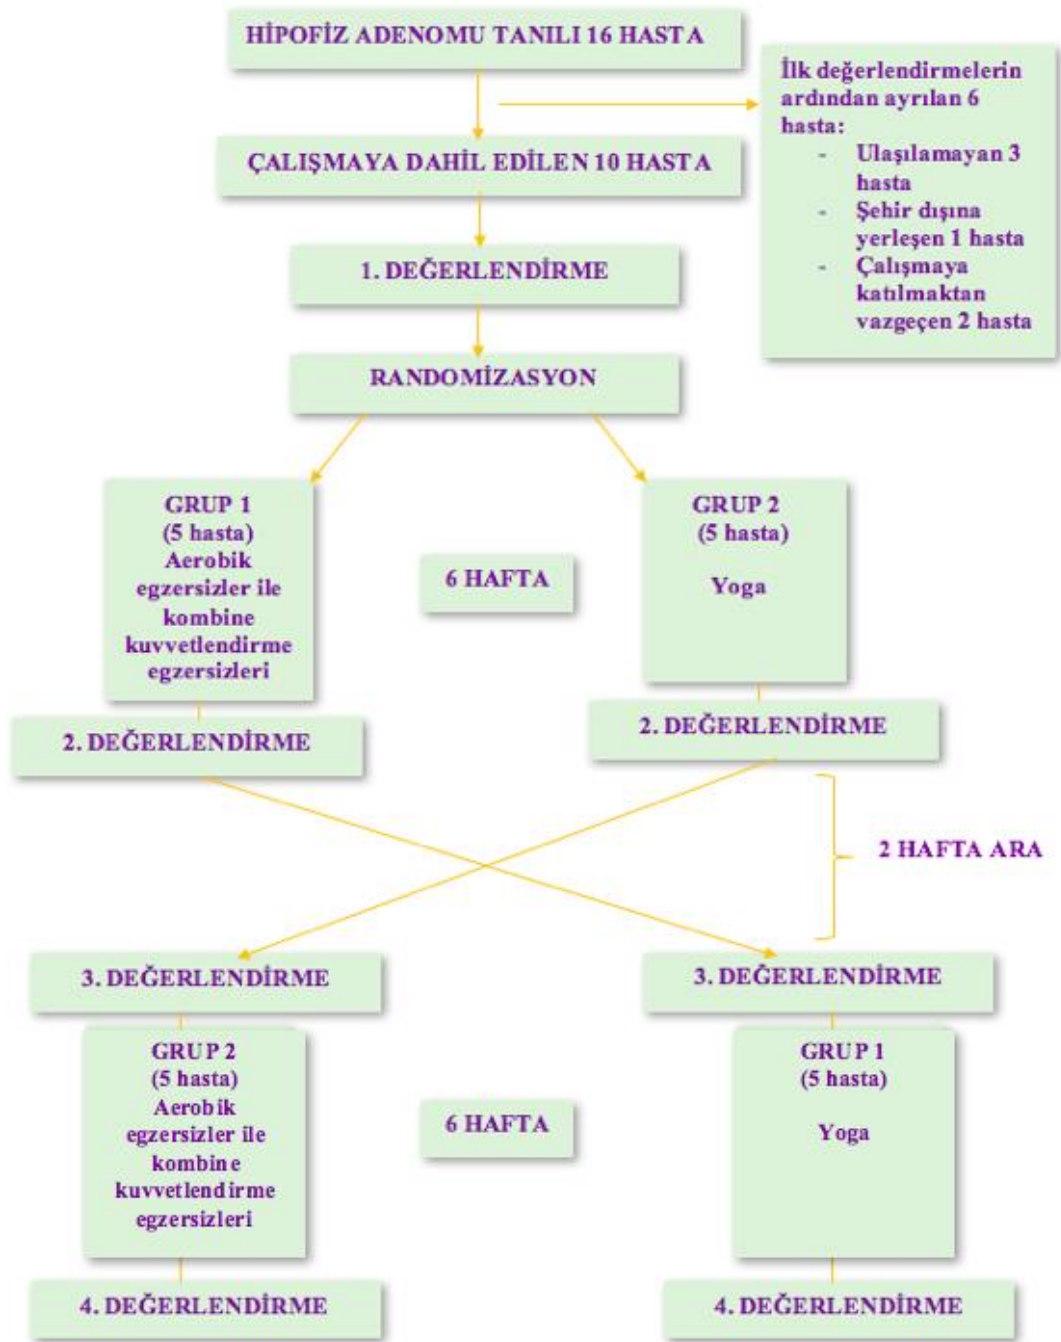 HİPOFİZ ADENOMU TANILI 16 HASTA
İlk değerlendirmelerin
ardından ayrılan 6
hasta:
- Ulaşılamayan 3
hasta
- Şehir dışına
yerleşen 1 hasta
- Çalışmaya
katılmaktan
vazgeçen 2 hasta
ÇALIŞMAYA DAHİL EDİLEN 10 HASTA
1. DEĞERLENDİRME
RANDOMİZASYON
GRUP 1
(5 hasta)
Aerobik
egzersizler ile
kombine
kuvvetlendirme
egzersizleri
6 HAFTA
GRUP 2
(5 hasta)
Yoga
2. DEĞERLENDİRME
2. DEĞERLENDİRME
2 HAFTA ARA
3. DEĞERLENDİRME
3. DEĞERLENDİRME
GRUP 2
(5 hasta)
Aerobik
egzersizler ile
kombine
kuvvetlendirme
egzersizleri
6 HAFTA
GRUP 1
(5 hasta)
Yoga
4. DEĞERLENDİRME
4. DEĞERLENDİRME